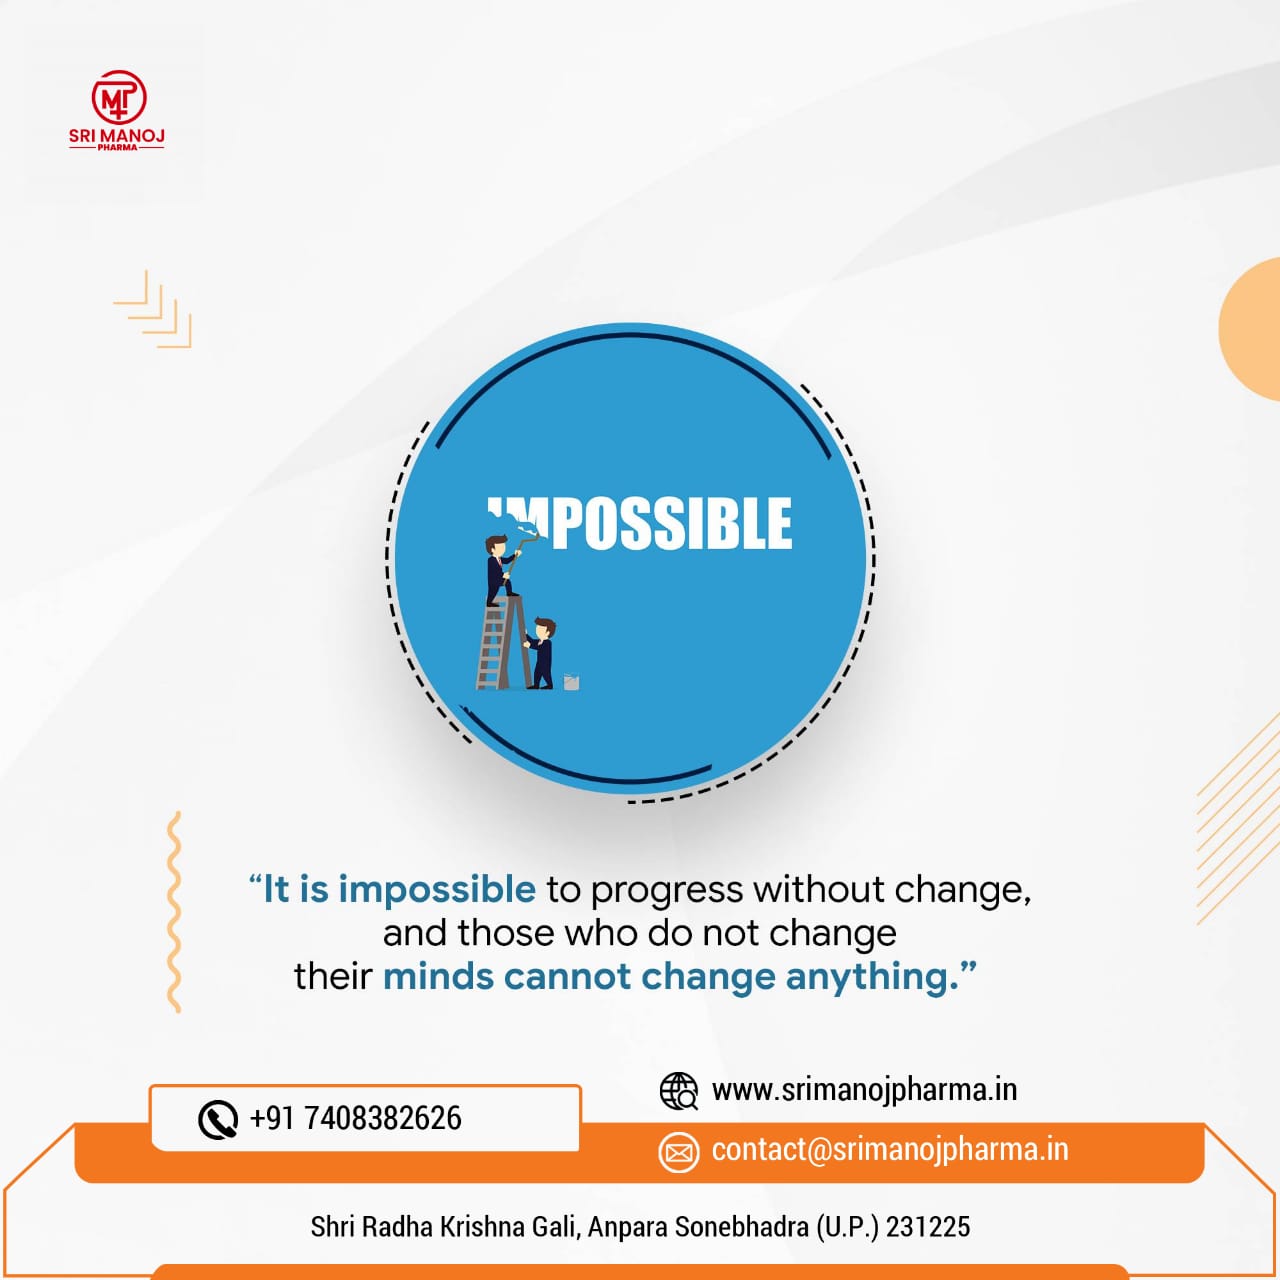 SRI MANOJ
PHARMA
IMPOSSIBLE
“It is impossible to progress without change,
and those who do not change
their minds cannot change anything.”
+91 7408382626
www.srimanojpharma.in
contact@srimanojpharma.in
Shri Radha Krishna Gali, Anpara Sonebhadra (U.P.) 231225